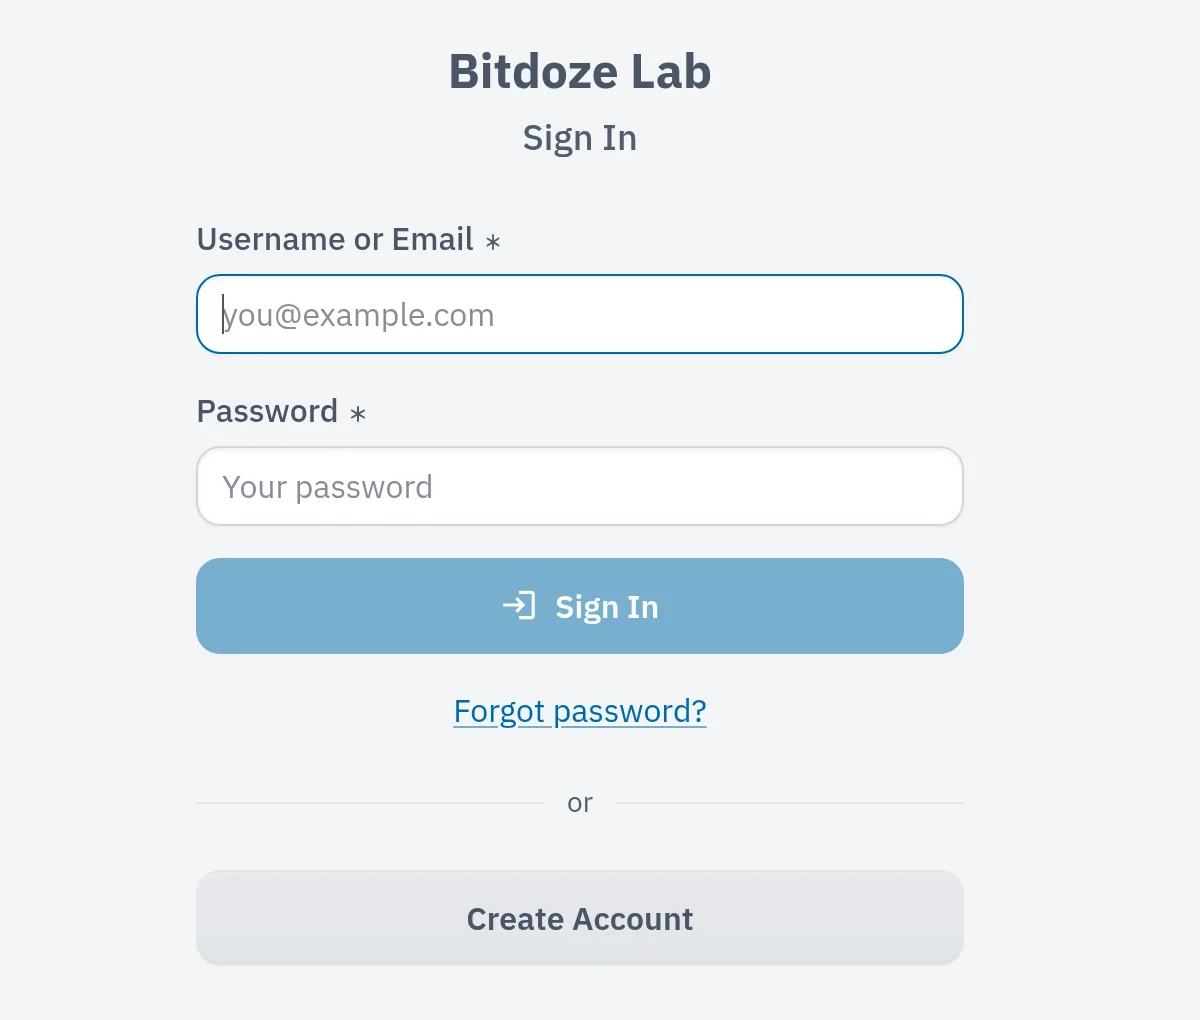 Bitdoze Lab
Sign In
Username or Email *
you@example.com
Password *
Your password
Sign In
Forgot password?
or
Create Account